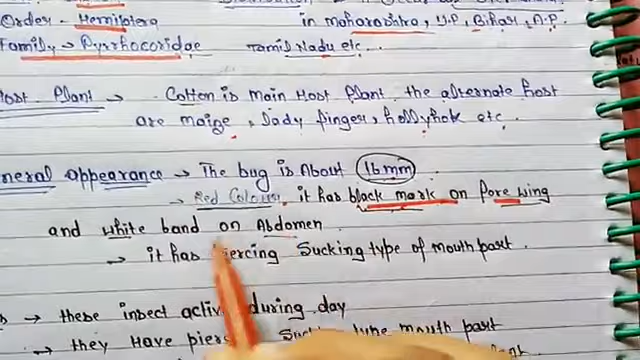 Order - Hemiptera in maharashtra, U.P, Bihar, A.P.
Family → Pyrrhocoridae Tamil Nadu etc.
Host Plant → Cotton is main Host Plant the alternate host
are maize, lady finger, hollyhok etc.
neral appearance → The bug is About 16mm
→ Red Colour, it has black mark on Fore wing
and white band on Abdomen
→ it has piercing Sucking type of mouth part.
→ these insect active during day
→ they Have Sucking type mouth part